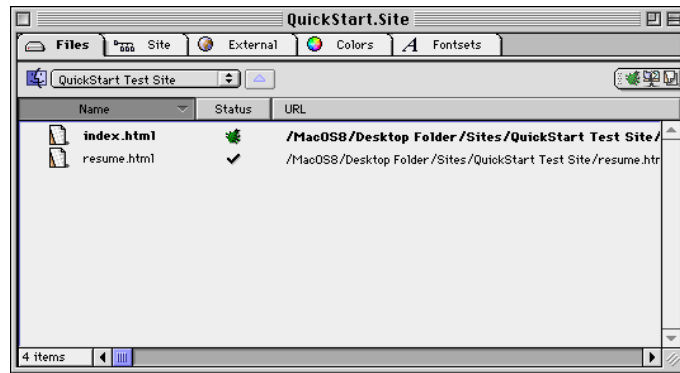 QuickStart.Site
Files Site External Colors A Fontsets
QuickStart Test Site
Name Status URL
index.html /MacOS8/Desktop Folder/Sites/QuickStart Test Site/
resume.html /MacOS8/Desktop Folder/Sites/QuickStart Test Site/resume.htr
4 items